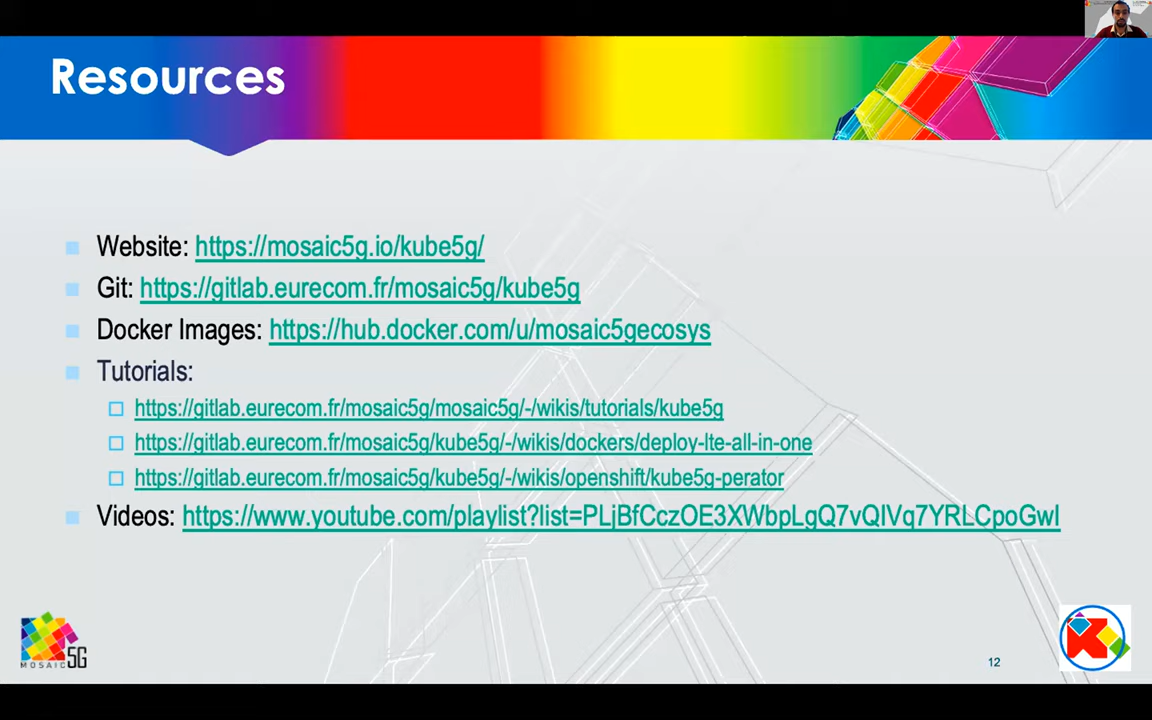 Resources
Website: https://mosaic5g.io/kube5g/
Git: https://gitlab.eurecom.fr/mosaic5g/kube5g
Docker Images: https://hub.docker.com/u/mosaic5gecosys
Tutorials:
https://gitlab.eurecom.fr/mosaic5g/mosaic5g/-/wikis/tutorials/kube5g
https://gitlab.eurecom.fr/mosaic5g/kube5g/-/wikis/dockers/deploy-lte-all-in-one
https://gitlab.eurecom.fr/mosaic5g/kube5g/-/wikis/openshift/kube5g-perator
Videos: https://www.youtube.com/playlist?list=PLjBfCczOE3XWbpLgQ7vQIVq7YRLCpoGwI
MOSAIC 5G
12